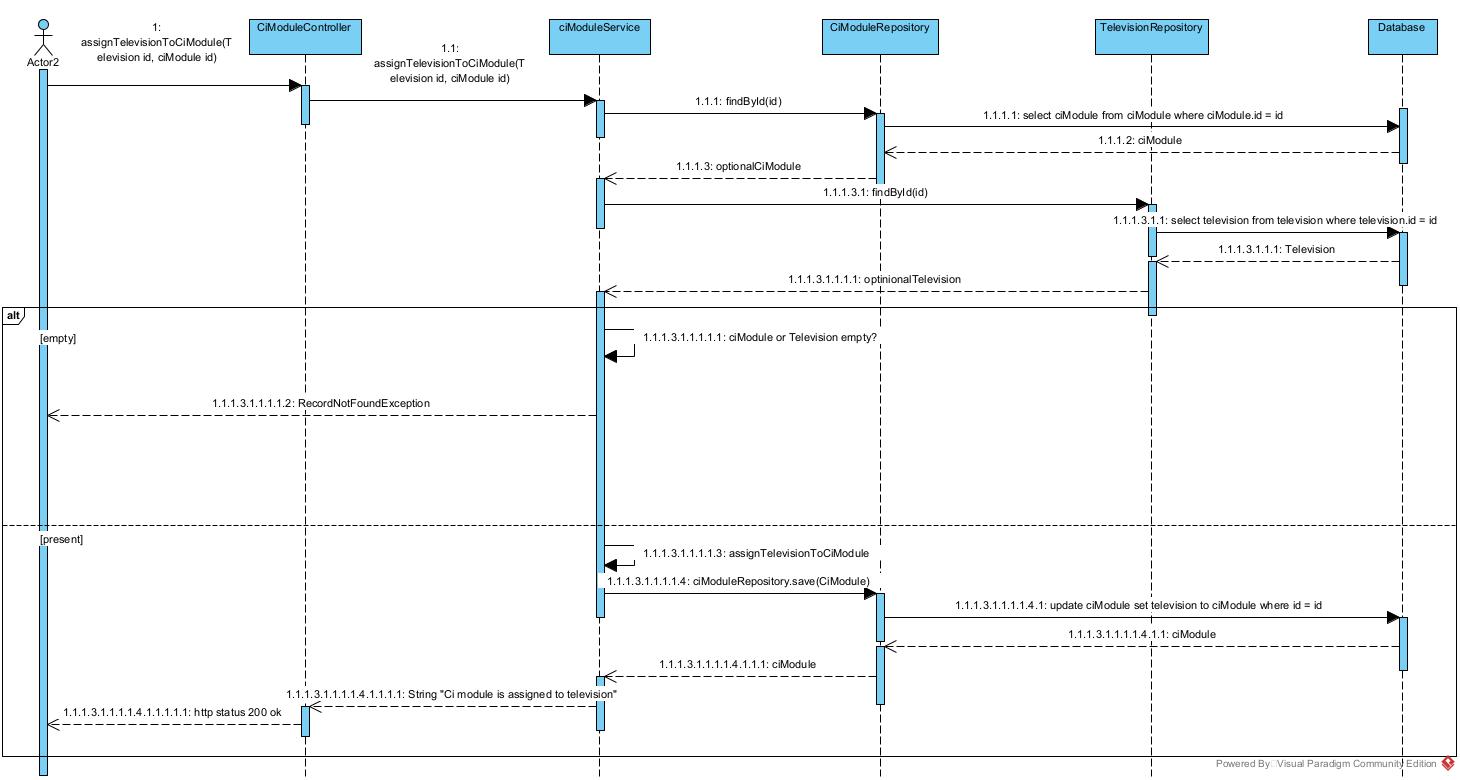 1:
assignTelevisionToCiModule(T
elevision id, ciModule id)
CiModuleController
ciModuleService
CiModuleRepository
TelevisionRepository
Database
Actor2
1.1:
assignTelevisionToCiModule(T
elevision id, ciModule id)
1.1.1: findById(id)
1.1.1.1: select ciModule from ciModule where ciModule.id = id
1.1.1.2: ciModule
1.1.1.3: optionalCiModule
1.1.1.3.1: findById(id)
1.1.1.3.1.1: select television from television where television.id = id
1.1.1.3.1.1.1: Television
1.1.1.3.1.1.1.1: optinionalTelevision
alt
[empty]
1.1.1.3.1.1.1.1.1: ciModule or Television empty?
1.1.1.3.1.1.1.1.2: RecordNotFoundException
[present]
1.1.1.3.1.1.1.1.3: assignTelevisionToCiModule
1.1.1.3.1.1.1.1.4: ciModuleRepository.save(CiModule)
1.1.1.3.1.1.1.1.4.1: update ciModule set television to ciModule where id = id
1.1.1.3.1.1.1.1.4.1.1: ciModule
1.1.1.3.1.1.1.1.4.1.1.1: ciModule
1.1.1.3.1.1.1.1.4.1.1.1.1: String "Ci module is assigned to television"
1.1.1.3.1.1.1.1.4.1.1.1.1.1: http status 200 ok
Powered By: Visual Paradigm Community Edition